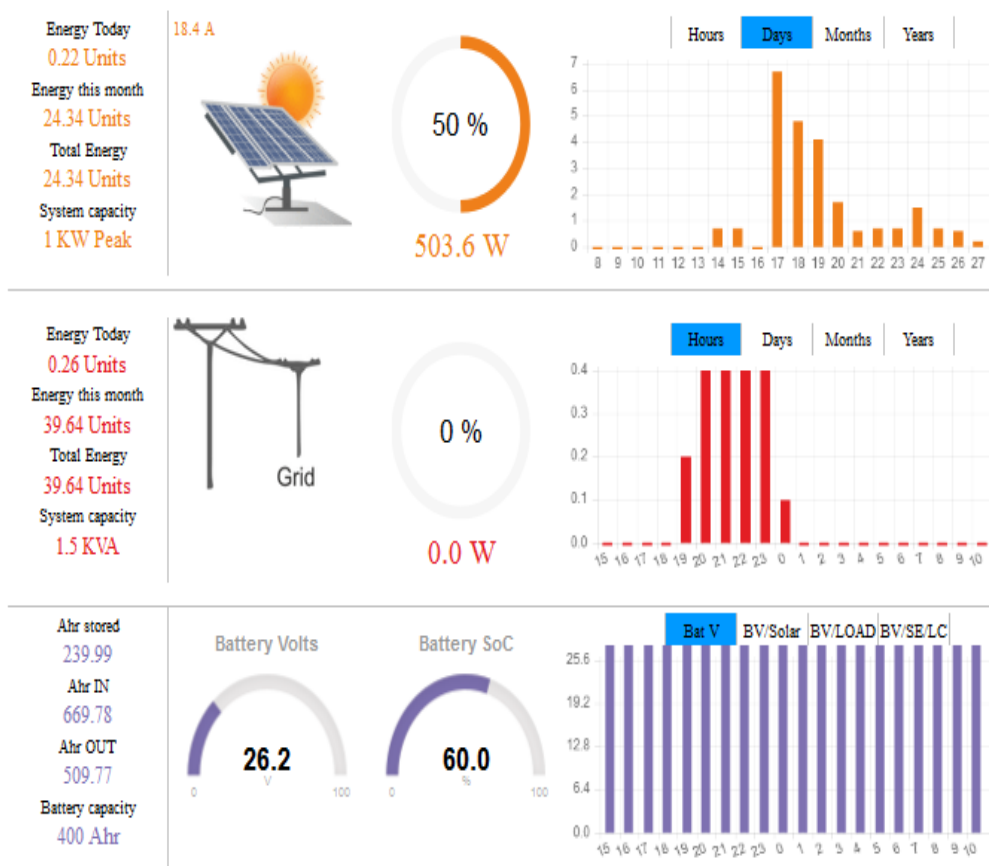 Energy Today
0.22 Units
Energy this month
24.34 Units
Total Energy
24.34 Units
System capacity
1 KW Peak
18.4 A
50 %
503.6 W
Hours Days Months Years
7
6
5
4
3
2
1
0
8 9 10 11 12 13 14 15 16 17 18 19 20 21 22 23 24 25 26 27
Energy Today
0.26 Units
Energy this month
39.64 Units
Total Energy
39.64 Units
System capacity
1.5 KVA
Grid
0 %
0.0 W
Hours Days Months Years
0.4
0.3
0.2
0.1
0.0
15 16 17 18 19 20 21 22 23 0 1 2 3 4 5 6 7 8 9 10
Ahr stored
239.99
Ahr IN
669.78
Ahr OUT
509.77
Battery capacity
400 Ahr
Battery Volts
26.2
V
0 100
Battery SoC
60.0
%
0 100
Bat V BV/Solar BV/LOAD BV/SE/LC
25.6
19.2
12.8
6.4
0.0
15 16 17 18 19 20 21 22 23 0 1 2 3 4 5 6 7 8 9 10